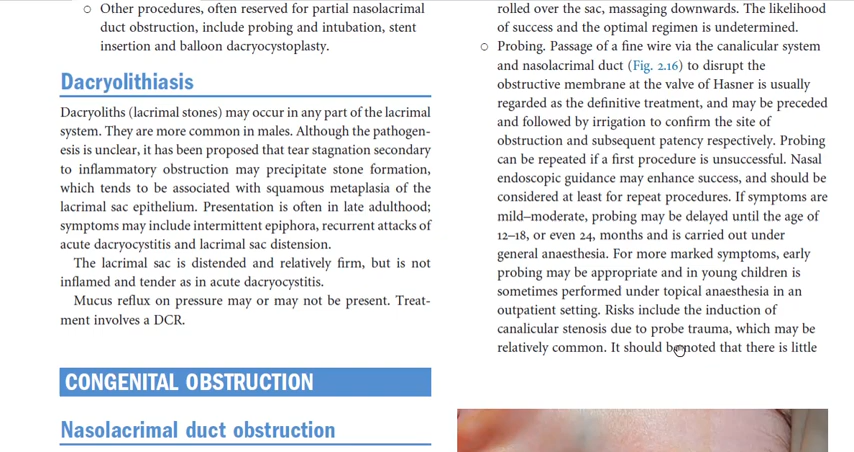 ○ Other procedures, often reserved for partial nasolacrimal
duct obstruction, include probing and intubation, stent
insertion and balloon dacryocystoplasty.
Dacryolithiasis
Dacryoliths (lacrimal stones) may occur in any part of the lacrimal
system. They are more common in males. Although the pathogen-
esis is unclear, it has been proposed that tear stagnation secondary
to inflammatory obstruction may precipitate stone formation,
which tends to be associated with squamous metaplasia of the
lacrimal sac epithelium. Presentation is often in late adulthood;
symptoms may include intermittent epiphora, recurrent attacks of
acute dacryocystitis and lacrimal sac distension.
The lacrimal sac is distended and relatively firm, but is not
inflamed and tender as in acute dacryocystitis.
Mucus reflux on pressure may or may not be present. Treat-
ment involves a DCR.
CONGENITAL OBSTRUCTION
Nasolacrimal duct obstruction
rolled over the sac, massaging downwards. The likelihood
of success and the optimal regimen is undetermined.
○ Probing. Passage of a fine wire via the canalicular system
and nasolacrimal duct (Fig. 2.16) to disrupt the
obstructive membrane at the valve of Hasner is usually
regarded as the definitive treatment, and may be preceded
and followed by irrigation to confirm the site of
obstruction and subsequent patency respectively. Probing
can be repeated if a first procedure is unsuccessful. Nasal
endoscopic guidance may enhance success, and should be
considered at least for repeat procedures. If symptoms are
mild–moderate, probing may be delayed until the age of
12–18, or even 24, months and is carried out under
general anaesthesia. For more marked symptoms, early
probing may be appropriate and in young children is
sometimes performed under topical anaesthesia in an
outpatient setting. Risks include the induction of
canalicular stenosis due to probe trauma, which may be
relatively common. It should be noted that there is little